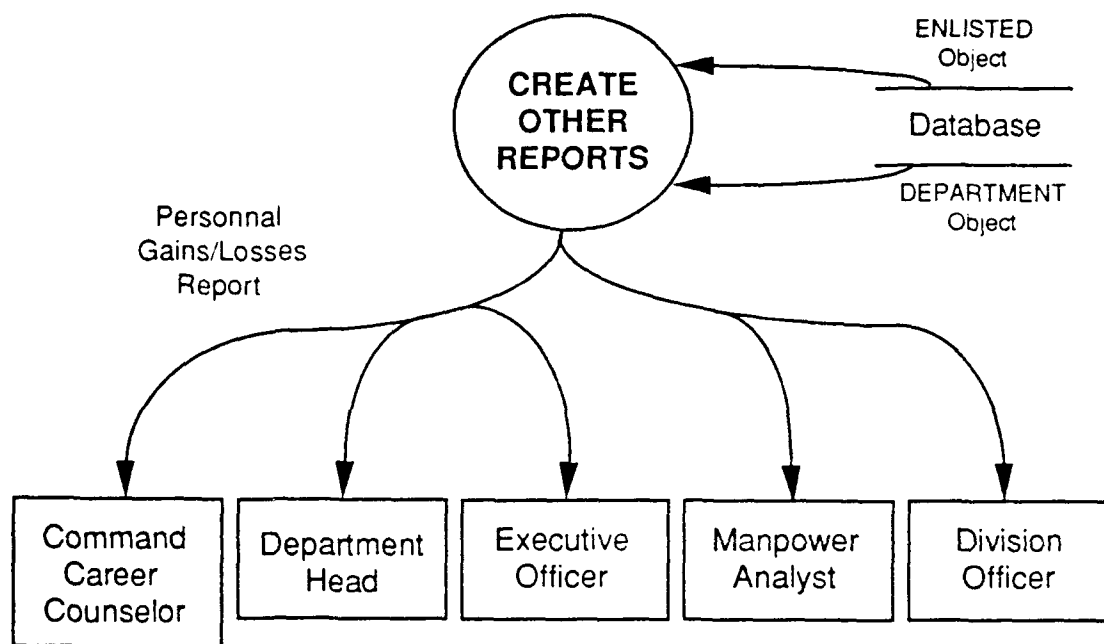 CREATE
OTHER
REPORTS
ENLISTED
Object
Database
DEPARTMENT
Object
Personnal
Gains/Losses
Report
Command
Career
Counselor
Department
Head
Executive
Officer
Manpower
Analyst
Division
Officer